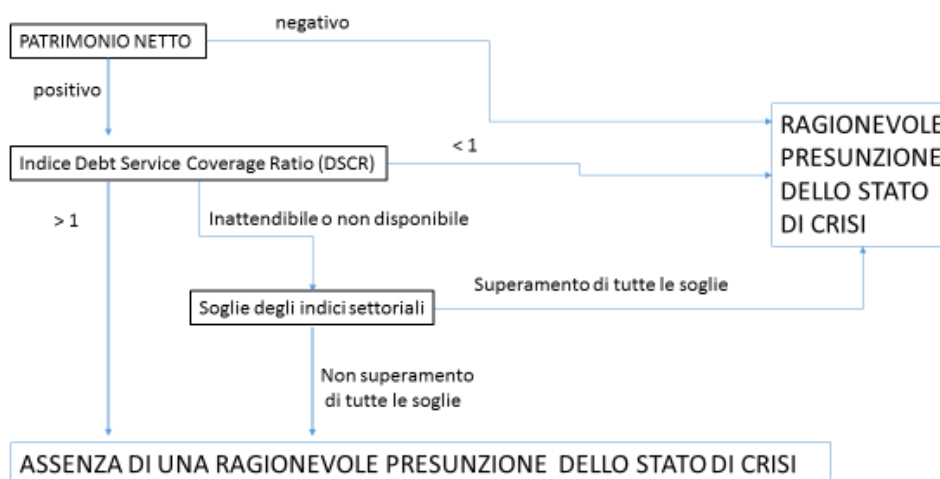 negativo
PATRIMONIO NETTO
positivo
RAGIONEVOLE
PRESUNZIONE
DELLO STATO
DI CRISI
< 1
Indice Debt Service Coverage Ratio (DSCR)
> 1
Inattendibile o non disponibile
Superamento di tutte le soglie
Soglie degli indici settoriali
Non superamento
di tutte le soglie
ASSENZA DI UNA RAGIONEVOLE PRESUNZIONE DELLO STATO DI CRISI